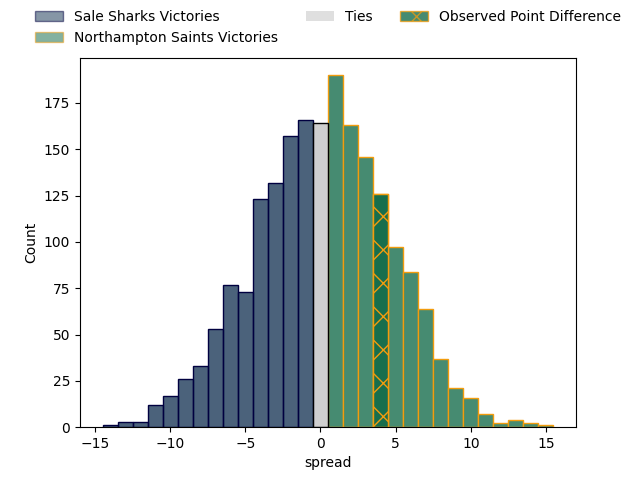 Sale Sharks Victories
Northampton Saints Victories
Ties
Observed Point Difference
Count
175
150
125
100
75
50
25
0
−15
−10
−5
0
5
10
15
spread